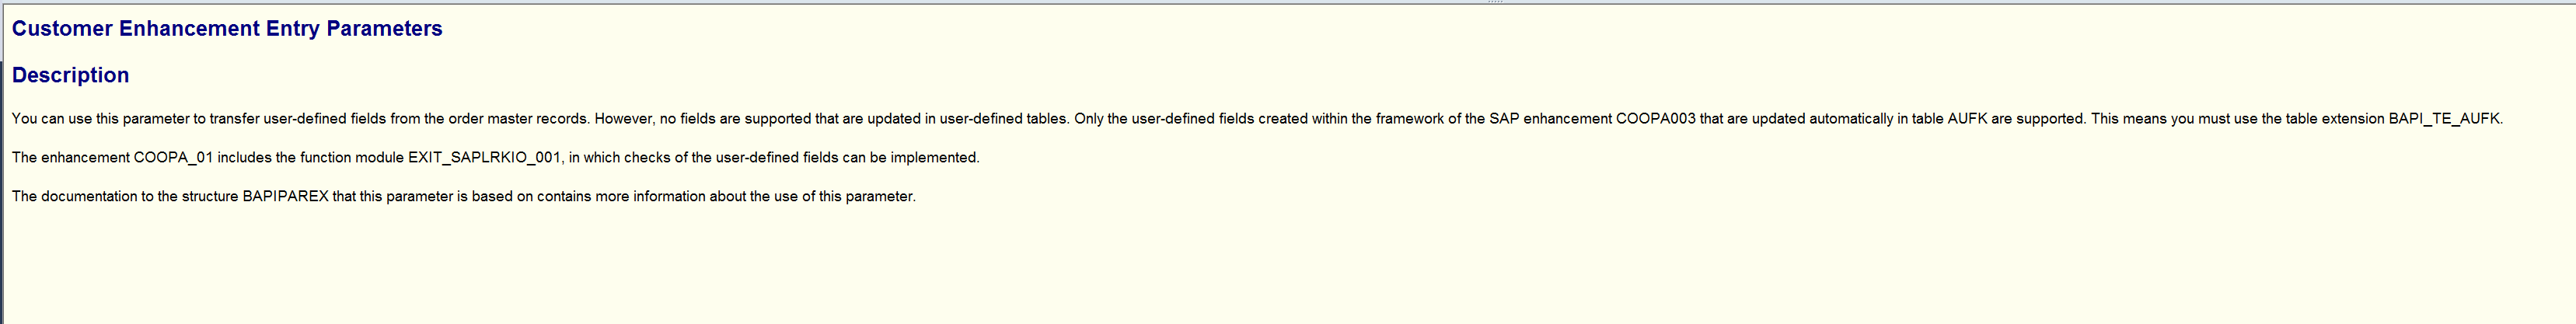 Customer Enhancement Entry Parameters
Description
You can use this parameter to transfer user-defined fields from the order master records. However, no fields are supported that are updated in user-defined tables. Only the user-defined fields created within the framework of the SAP enhancement COOPA003 that are updated automatically in table AUFK are supported. This means you must use the table extension BAPI_TE_AUFK.
The enhancement COOPA_01 includes the function module EXIT_SAPLRKIO_001, in which checks of the user-defined fields can be implemented.
The documentation to the structure BAPIPAREX that this parameter is based on contains more information about the use of this parameter.